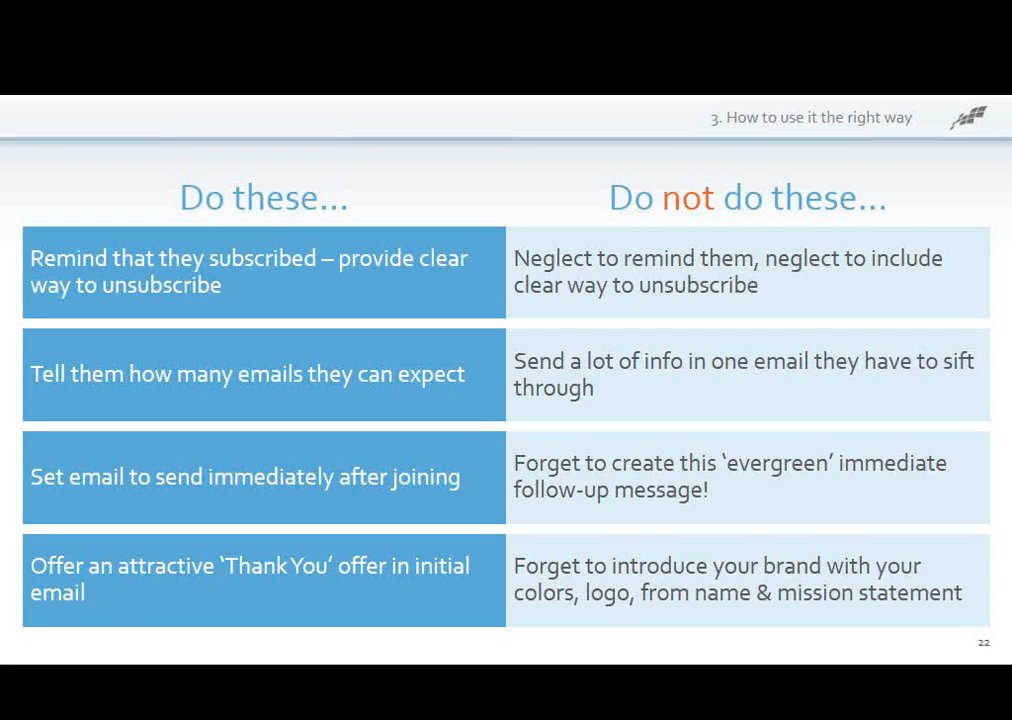 3. How to use it the right way
Do these...
Do not do these...
Remind that they subscribed – provide clear
way to unsubscribe
Neglect to remind them, neglect to include
clear way to unsubscribe
Tell them how many emails they can expect
Send a lot of info in one email they have to sift
through
Set email to send immediately after joining
Forget to create this ‘evergreen’ immediate
follow-up message!
Offer an attractive ‘Thank You’ offer in initial
email
Forget to introduce your brand with your
colors, logo, from name & mission statement
22